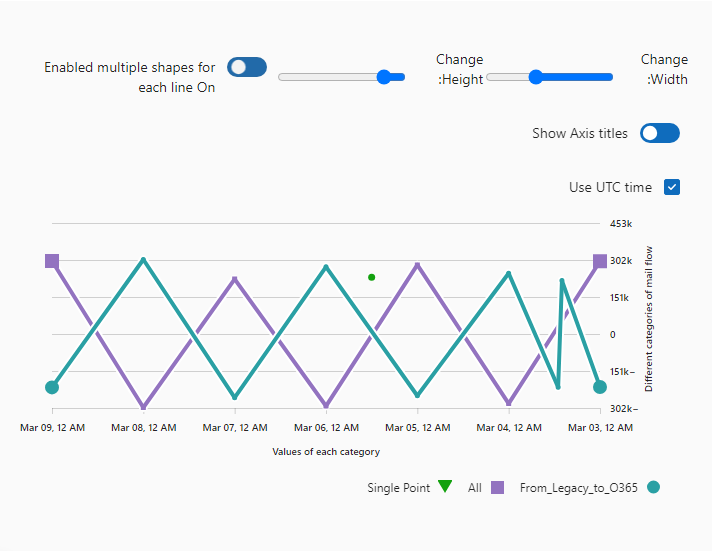 Enabled multiple shapes for
each line On
Change
:Height
Change
:Width
Show Axis titles
Use UTC time
453k
302k
151k
0
151k−
302k−
Different categories of mail flow
Mar 09, 12 AM
Mar 08, 12 AM
Mar 07, 12 AM
Mar 06, 12 AM
Mar 05, 12 AM
Mar 04, 12 AM
Mar 03, 12 AM
Values of each category
Single Point
All
From_Legacy_to_O365